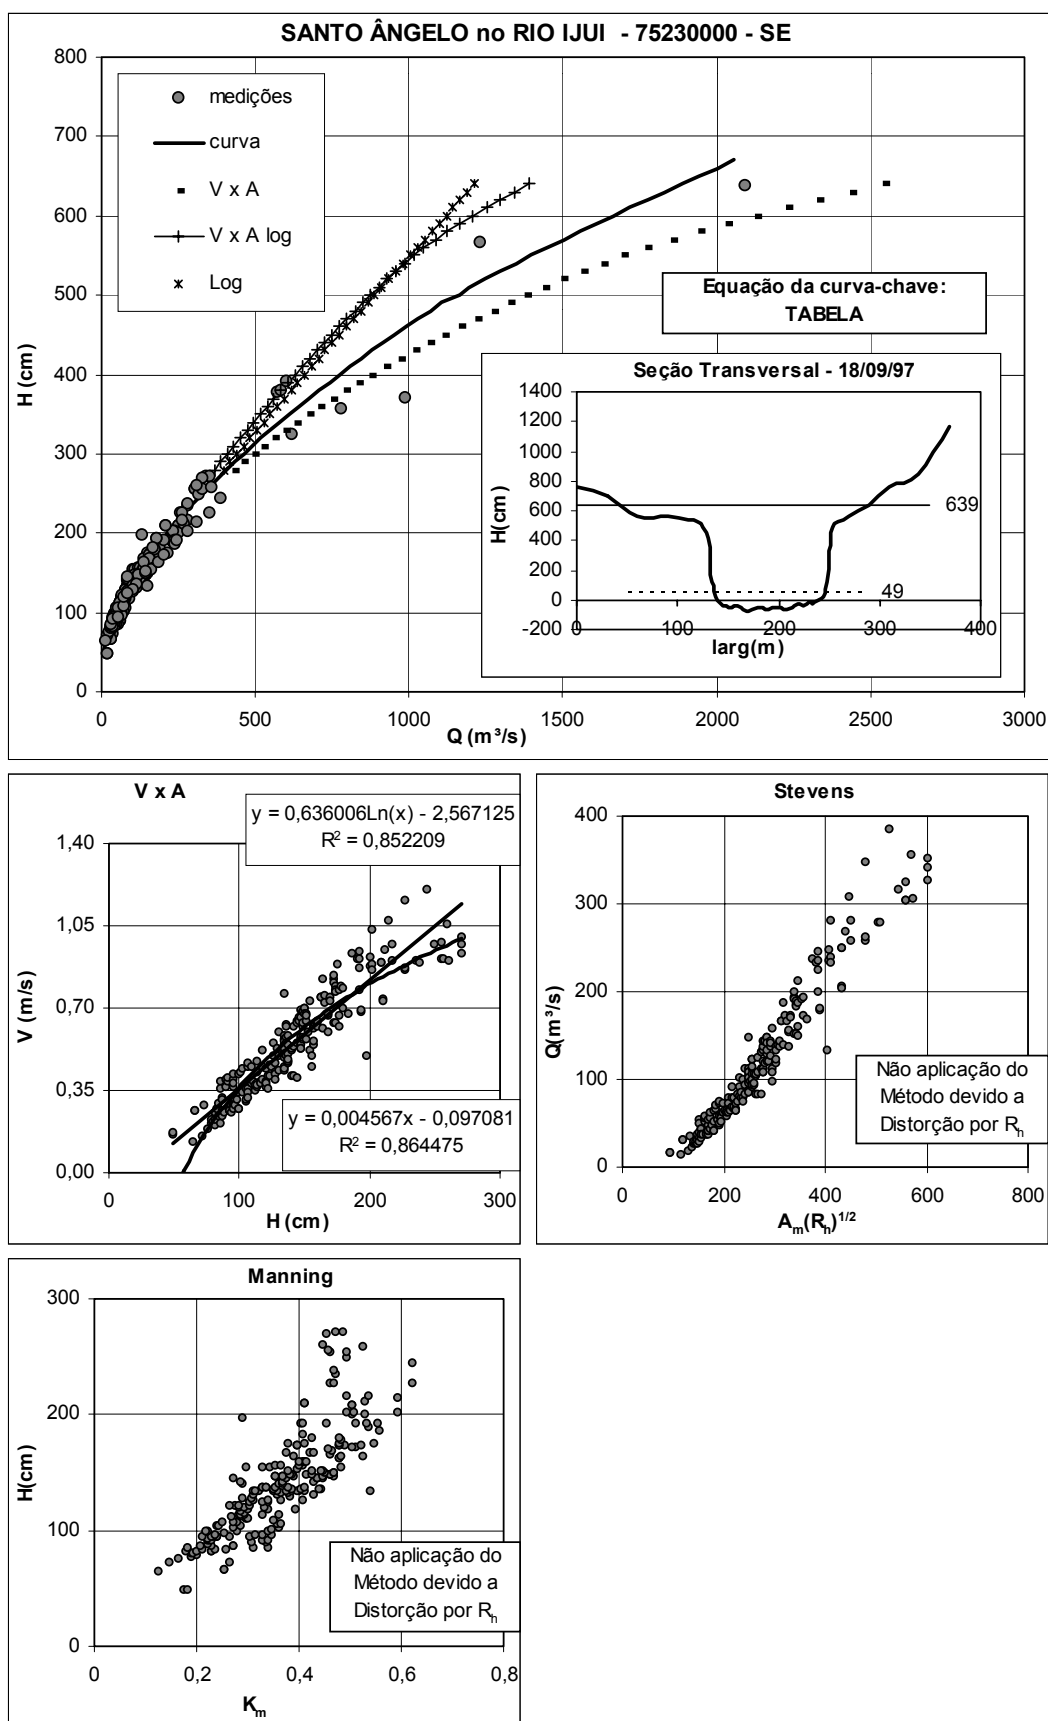 SANTO ÂNGELO no RIO IJUI - 75230000 - SE
800
700
600
500
400
300
200
100
0
H (cm)
medições
curva
V x A
V x A log
Log
Equação da curva-chave:
TABELA
Seção Transversal - 18/09/97
1400
1200
1000
800
600
400
200
0
-200
H(cm)
639
49
0 100 200 300 400
larg(m)
0 500 1000 1500 2000 2500 3000
Q (m³/s)
V x A
y = 0,636006Ln(x) - 2,567125
R² = 0,852209
1,40
1,05
0,70
0,35
0,00
V (m/s)
y = 0,004567x - 0,097081
R² = 0,864475
0 100 200 300
H (cm)
Stevens
400
300
200
100
0
Q(m³/s)
Não aplicação do
Método devido a
Distorção por Rh
0 200 400 600 800
Am(Rh)1/2
Manning
300
200
100
0
H(cm)
Não aplicação do
Método devido a
Distorção por Rh
0 0,2 0,4 0,6 0,8
Km